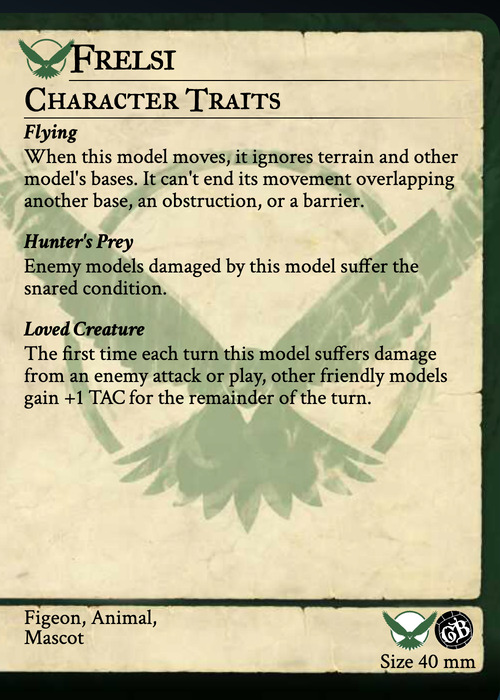 Frelsi
Character Traits
Flying
When this model moves, it ignores terrain and other
model's bases. It can't end its movement overlapping
another base, an obstruction, or a barrier.
Hunter's Prey
Enemy models damaged by this model suffer the
snared condition.
Loved Creature
The first time each turn this model suffers damage
from an enemy attack or play, other friendly models
gain +1 TAC for the remainder of the turn.
Figeon, Animal,
Mascot
GB
Size 40 mm